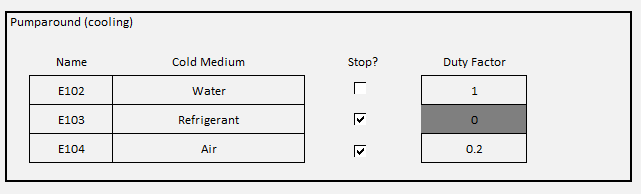 Pumparound (cooling)
Name Cold Medium Stop? Duty Factor
E102 Water 1
E103 Refrigerant 0
E104 Air 0.2